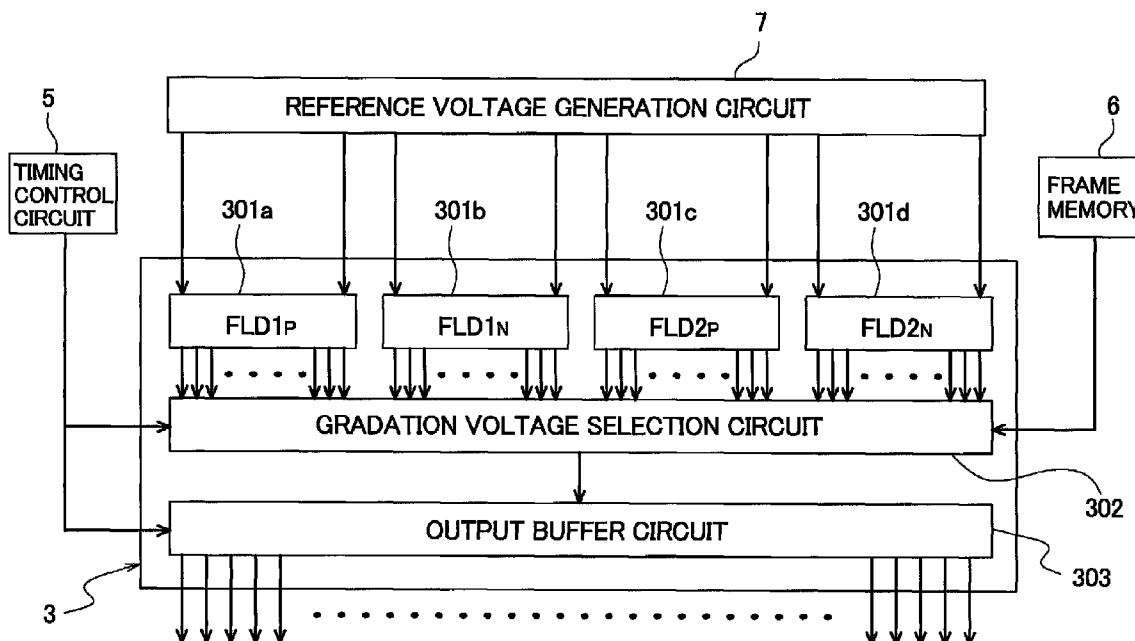 7
REFERENCE VOLTAGE GENERATION CIRCUIT
5
TIMING
CONTROL
CIRCUIT
6
FRAME
MEMORY
301a
301b
301c
301d
FLD1P
FLD1N
FLD2P
FLD2N
GRADATION VOLTAGE SELECTION CIRCUIT
302
OUTPUT BUFFER CIRCUIT
303
3